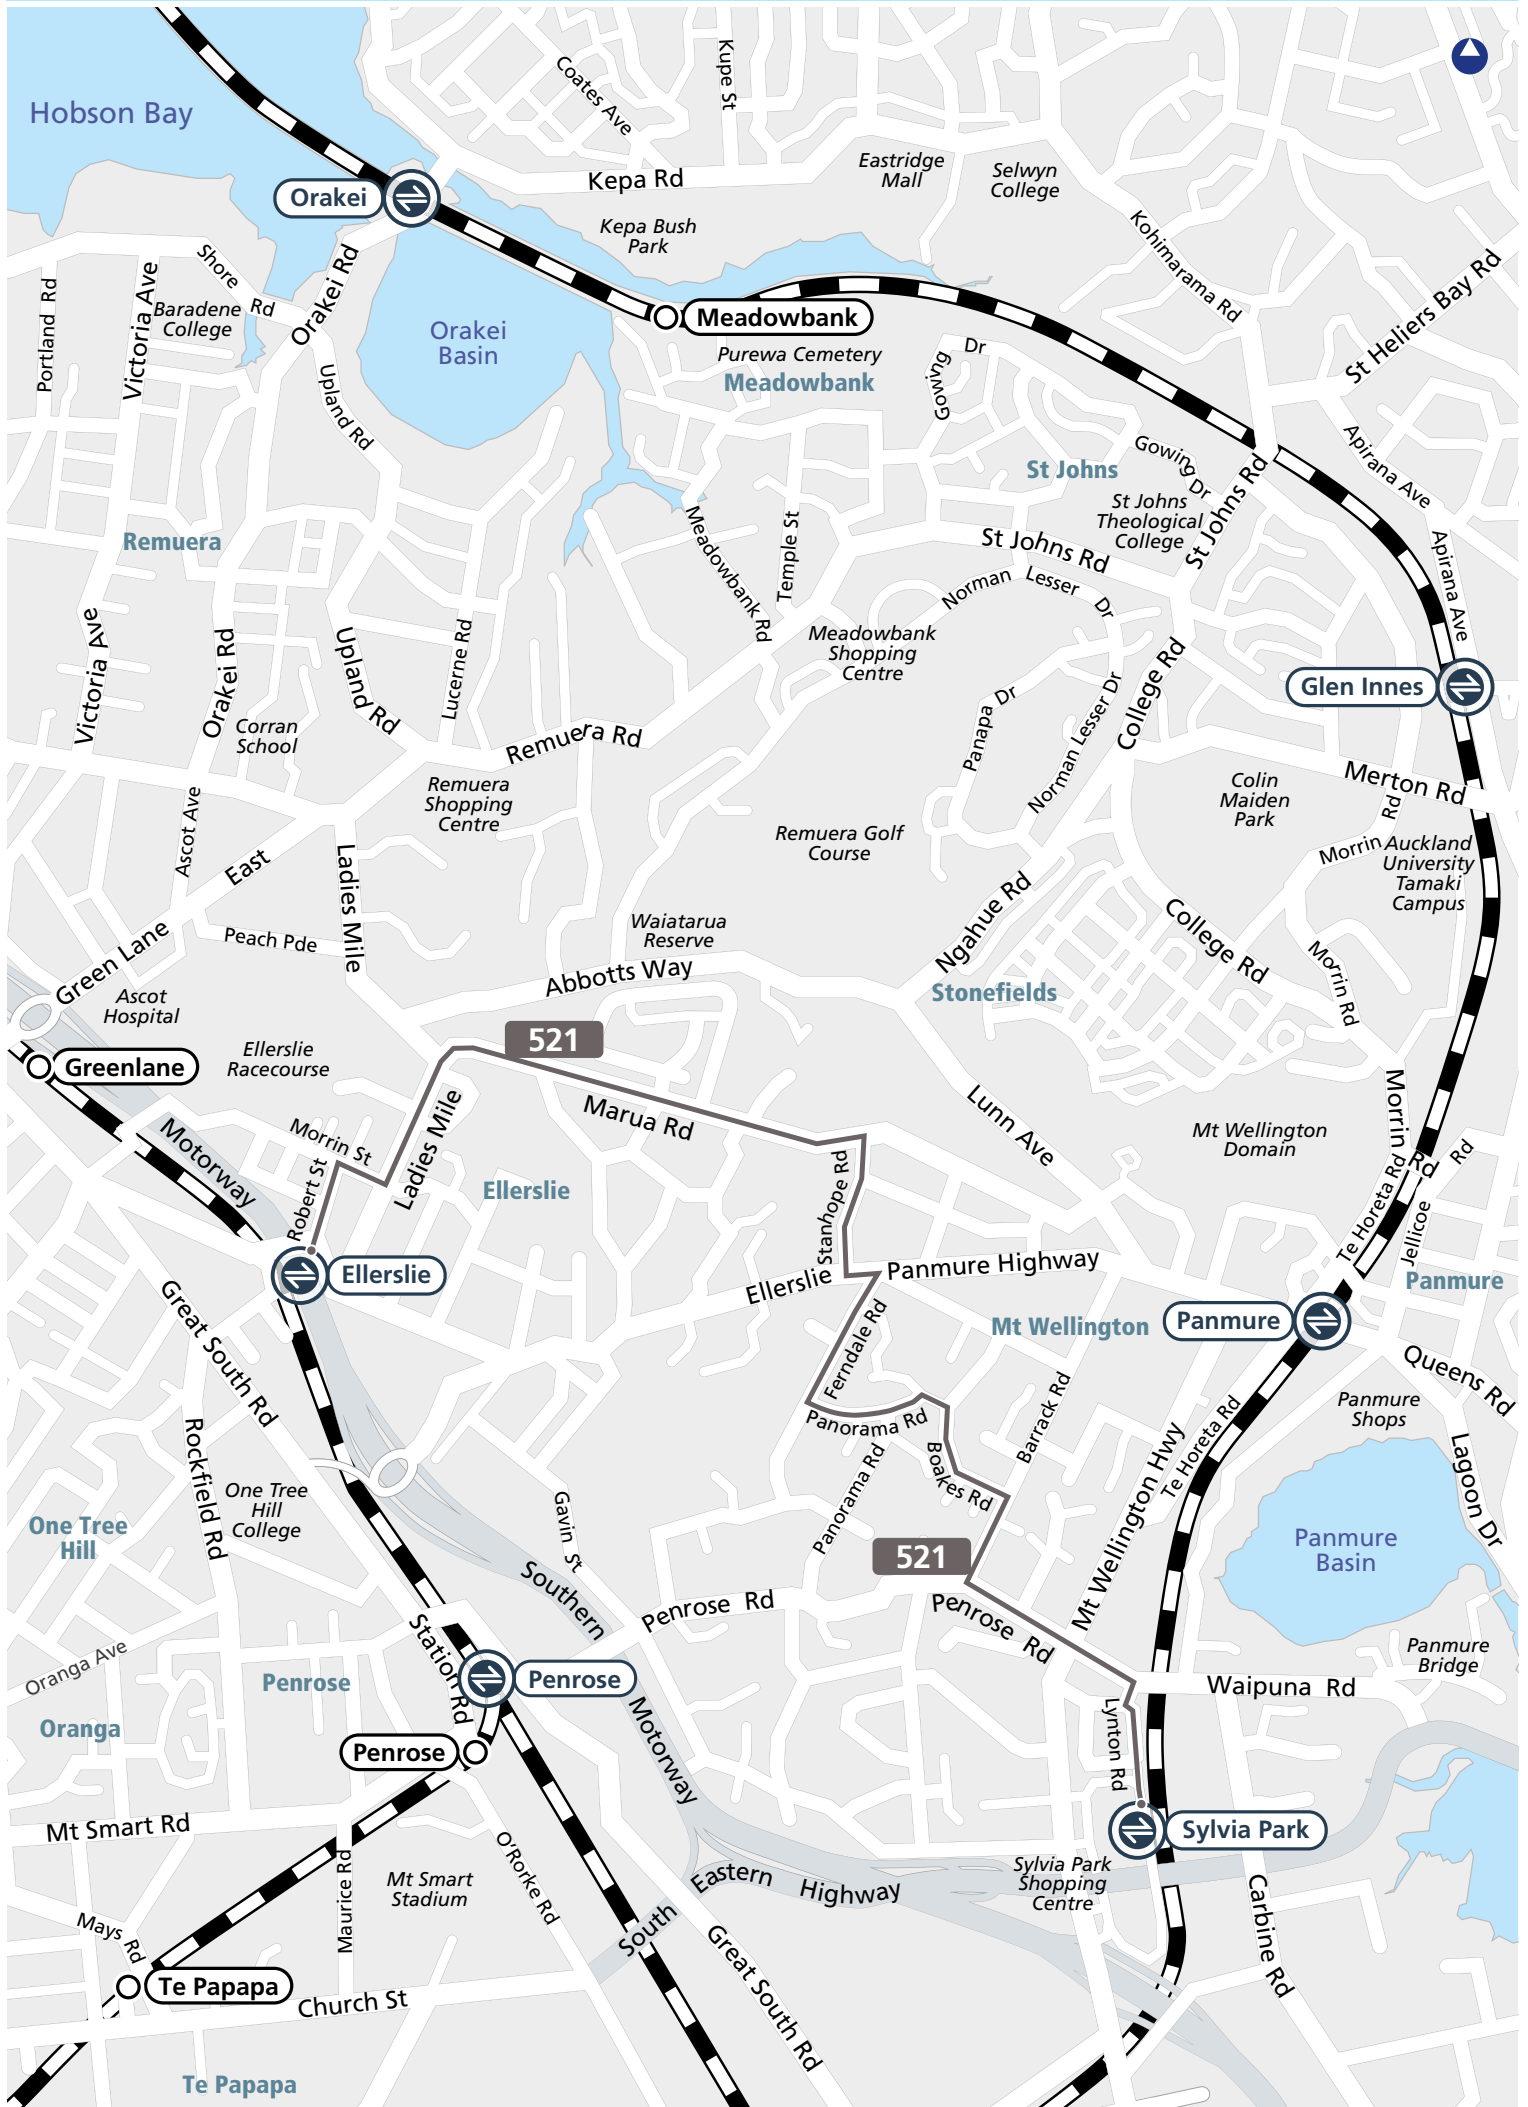 Hobson Bay
Coates Ave
Kupe St
Kepa Rd
Eastridge
Mall
Selwyn
College
Orakei
Kepa Bush
Park
Kohimarama Rd
St Heliers Bay Rd
Portland Rd
Victoria Ave
Shore Rd
Baradene
College
Orakei Rd
Orakei
Basin
Meadowbank
Purewa Cemetery
Meadowbank
Gowing Dr
Upland Rd
Apirana Ave
Gowing Dr
St Johns
St Johns
Theological
College
St Johns Rd
Remuera
Meadowbank Rd
Temple St
St Johns Rd
Apirana Ave
Norman Lesser Dr
Victoria Ave
Orakei Rd
Upland Rd
Lucerne Rd
Meadowbank
Shopping
Centre
College Rd
Glen Innes
Corran
School
Remuera Rd
Panapa Dr
Norman Lesser Dr
Remuera
Shopping
Centre
Colin
Maiden
Park
Merton Rd
Ascot Ave
East
Ladies Mile
Remuera Golf
Course
Morrin Rd
Auckland
University
Tamaki
Campus
Ngahue Rd
College Rd
Green Lane
Peach Pde
Waiatarua
Reserve
Abbotts Way
Stonefields
Morrin Rd
Ascot
Hospital
Ellerslie
Racecourse
521
Greenlane
Marua Rd
Lunn Ave
Morrin Rd
Motorway
Morrin St
Ladies Mile
Mt Wellington
Domain
Robert St
Ellerslie
Stanhope Rd
Te Horeta Rd
Jellicoe Rd
Ellerslie
Ellerslie Panmure Highway
Panmure
Great South Rd
Ferndale Rd
Mt Wellington
Panmure
Queens Rd
Panorama Rd
Barrack Rd
Panmure
Shops
Rockfield Rd
Boakes Rd
Mt Wellington Hwy
Te Horeta Rd
Lagoon Dr
One Tree
Hill
College
Gavin St
Panorama Rd
One Tree
Hill
521
Panmure
Basin
Southern
Penrose Rd
Penrose Rd
Station Rd
Oranga Ave
Panmure
Bridge
Penrose
Penrose
Waipuna Rd
Oranga
Motorway
Lynton Rd
Penrose
Mt Smart Rd
Sylvia Park
Maurice Rd
O'Rorke Rd
Mt Smart
Stadium
South Eastern Highway
Sylvia Park
Shopping
Centre
Carbine Rd
Mays Rd
Great South Rd
Te Papapa
Church St
Te Papapa